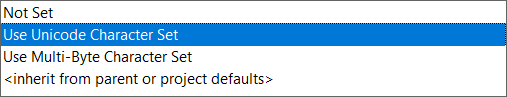 Not Set
Use Unicode Character Set
Use Multi-Byte Character Set
<inherit from parent or project defaults>